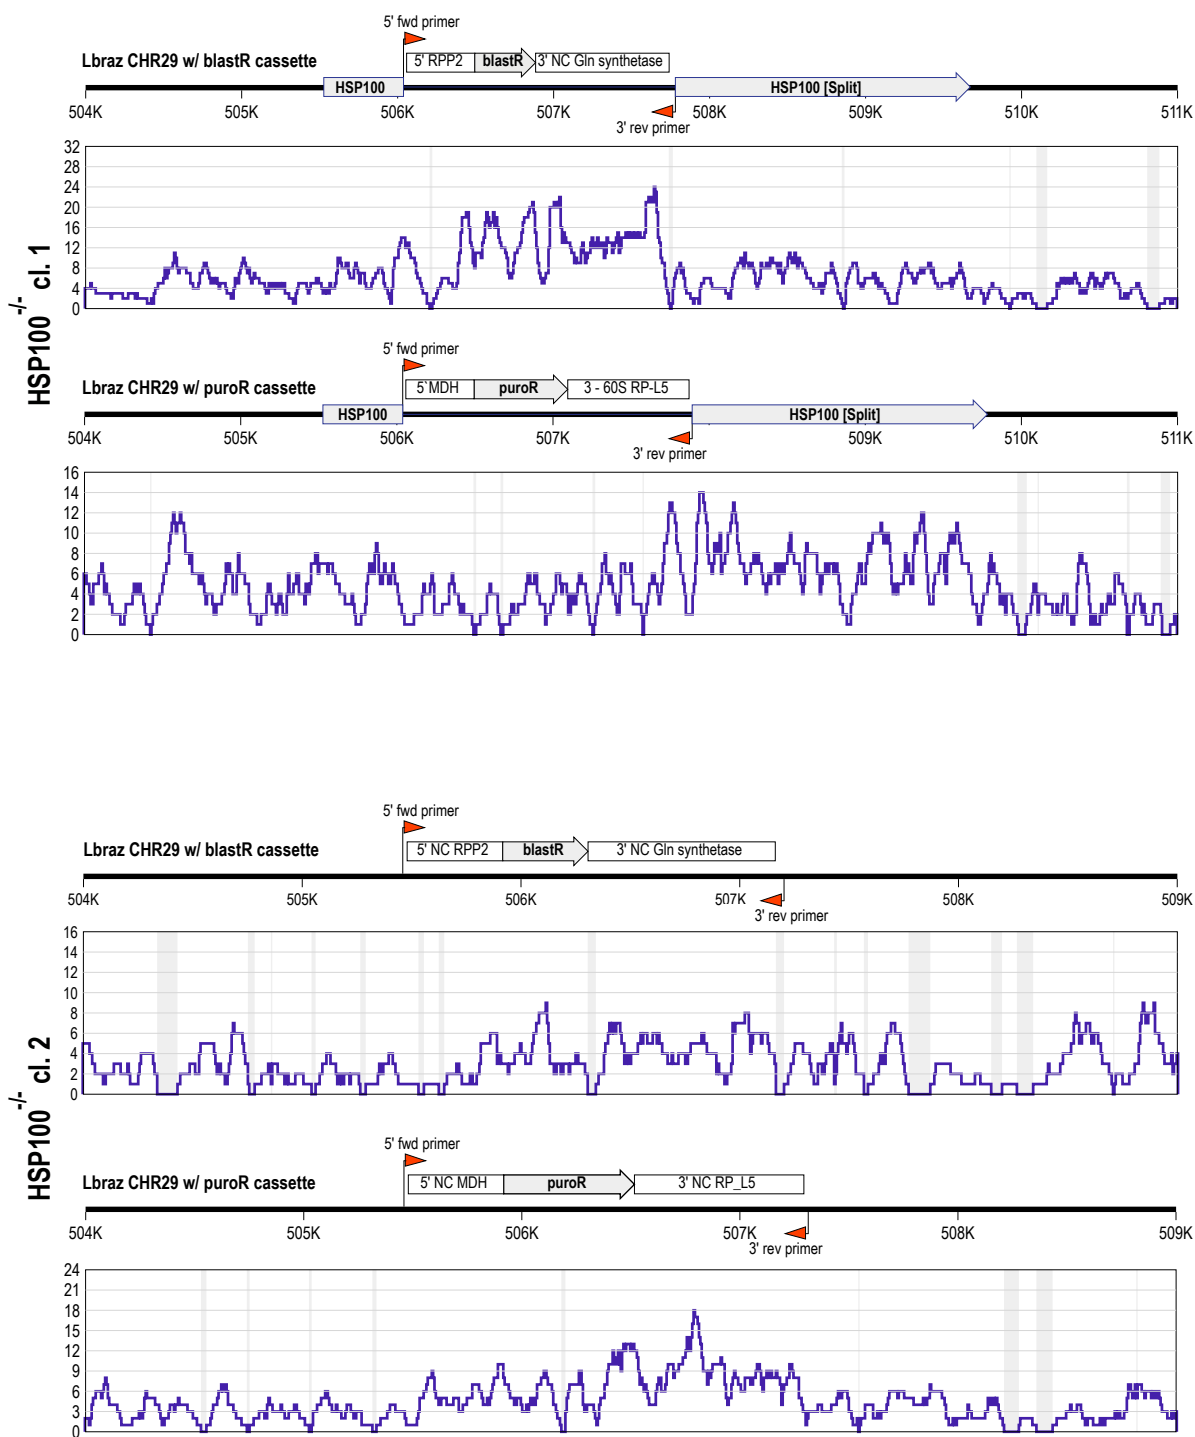 5' fwd primer
Lbraz CHR29 w/ blastR cassette
5' RPP2 blastR 3' NC Gln synthetase
HSP100 HSP100 [Split]
504K 505K 506K 507K 508K 509K 510K 511K
3' rev primer
32
28
24
20
16
12
8
4
0
HSP100-/- cl. 1
5' fwd primer
Lbraz CHR29 w/ puroR cassette
5`MDH puroR 3 - 60S RP-L5
HSP100 HSP100 [Split]
504K 505K 506K 507K 509K 510K 511K
3' rev primer
16
14
12
10
8
6
4
2
0
5' fwd primer
Lbraz CHR29 w/ blastR cassette
5' NC RPP2 blastR 3' NC Gln synthetase
504K 505K 506K 507K 508K 509K
3' rev primer
16
14
12
10
8
6
4
2
0
HSP100-/- cl. 2
5' fwd primer
Lbraz CHR29 w/ puroR cassette
5' NC MDH puroR 3' NC RP_L5
504K 505K 506K 507K 508K 509K
3' rev primer
24
21
18
15
12
9
6
3
0